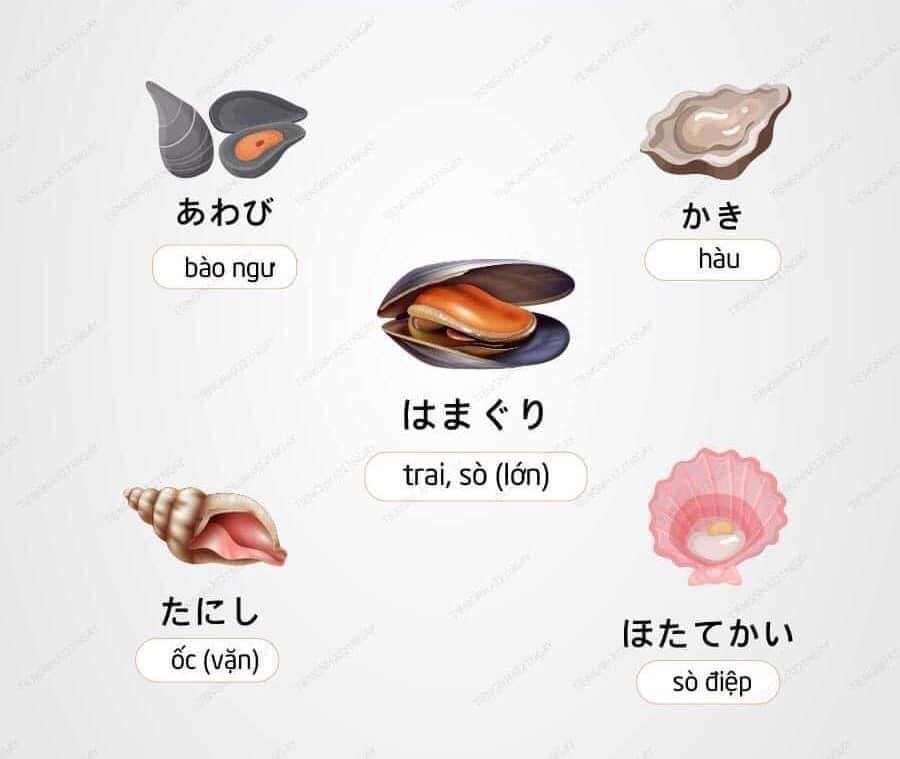 あわび
bào ngư
かき
hàu
はまぐり
trai, sò (lớn)
たにし
ốc (vặn)
ほたてかい
sò điệp